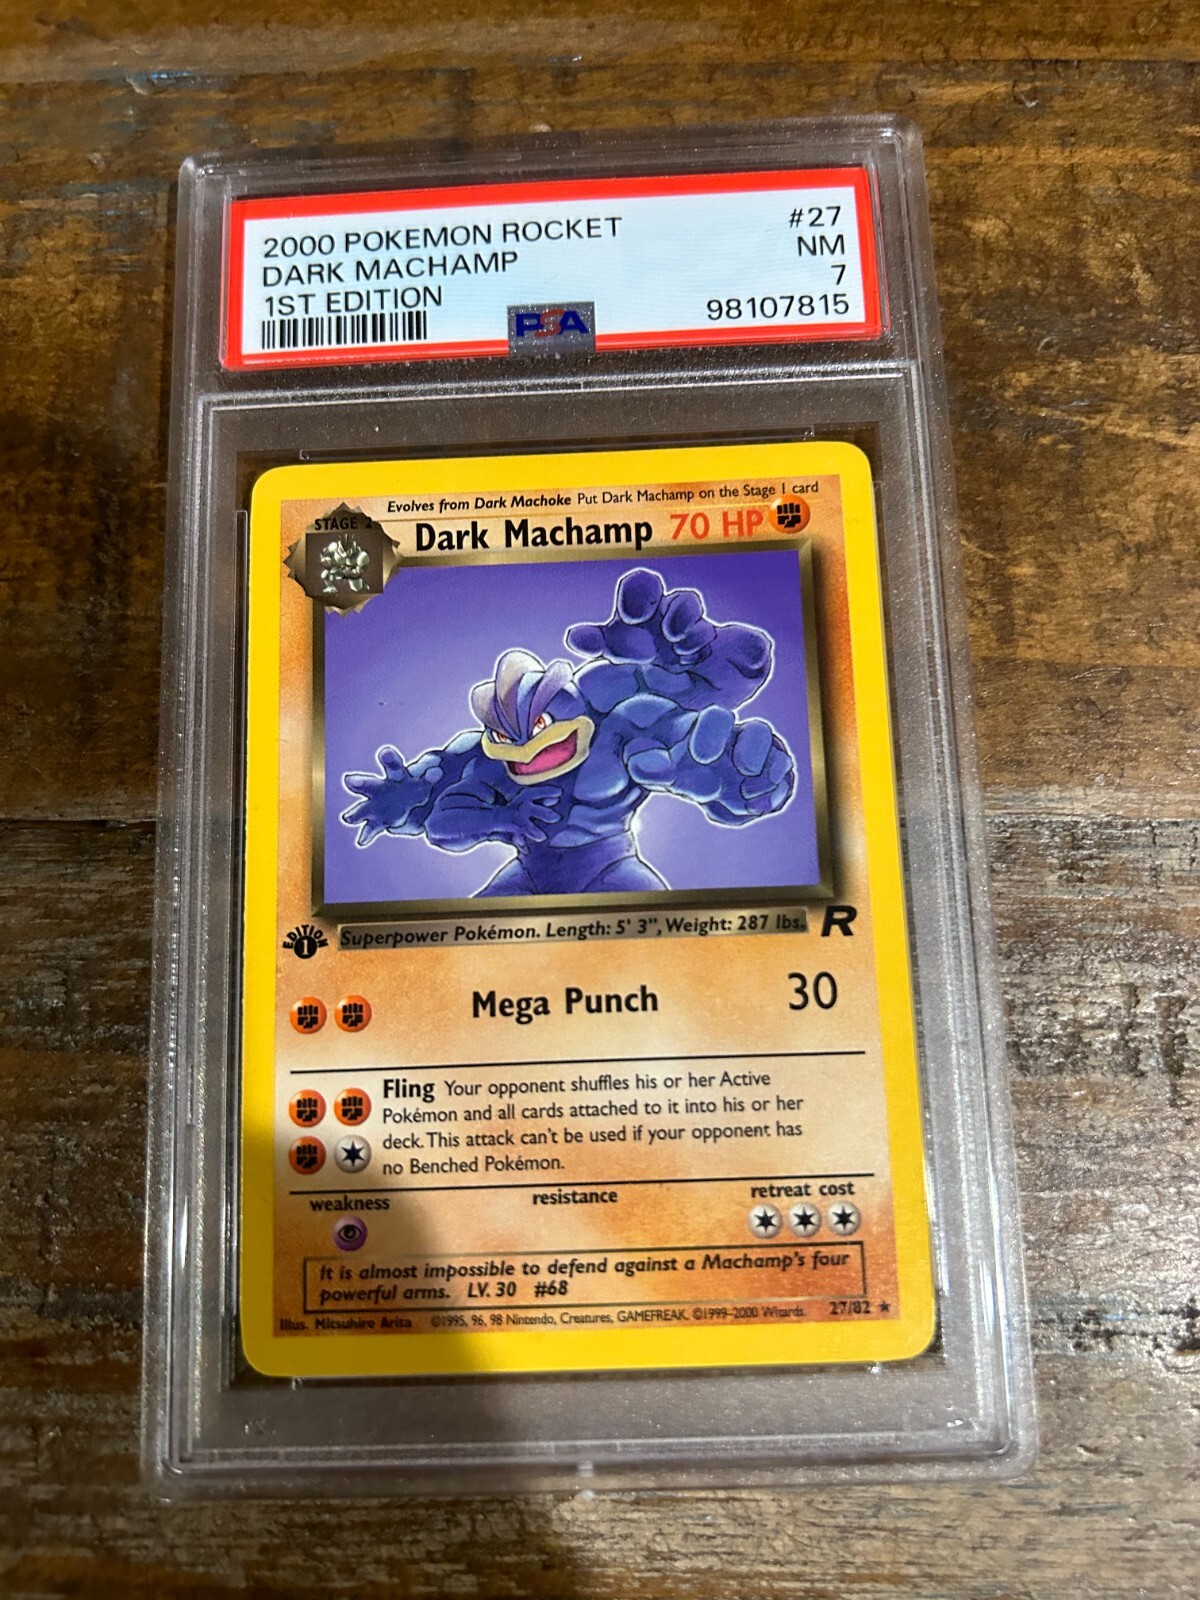 2000 POKEMON ROCKET #27
DARK MACHAMP NM
1ST EDITION 7
98107815
PSA
Evolves from Dark Machoke Put Dark Machamp on the Stage 1 card
STAGE 2
Dark Machamp 70 HP
EDITION
1
Superpower Pokémon. Length: 5' 3", Weight: 287 lbs.
R
Mega Punch 30
Fling Your opponent shuffles his or her Active
Pokémon and all cards attached to it into his or her
deck. This attack can't be used if your opponent has
no Benched Pokémon.
weakness resistance retreat cost
It is almost impossible to defend against a Machamp's four
powerful arms. LV. 30 #68
Illus. Mitsuhiro Arita ©1995, 96, 98 Nintendo, Creatures, GAMEFREAK. ©1999-2000 Wizards. 27/82 ★